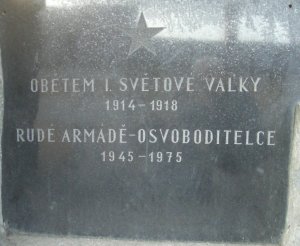 OBĚTEM I. SVĚTOVÉ VÁLKY
1914-1918
RUDÉ ARMÁDĚ-OSVOBODITELCE
1945-1975